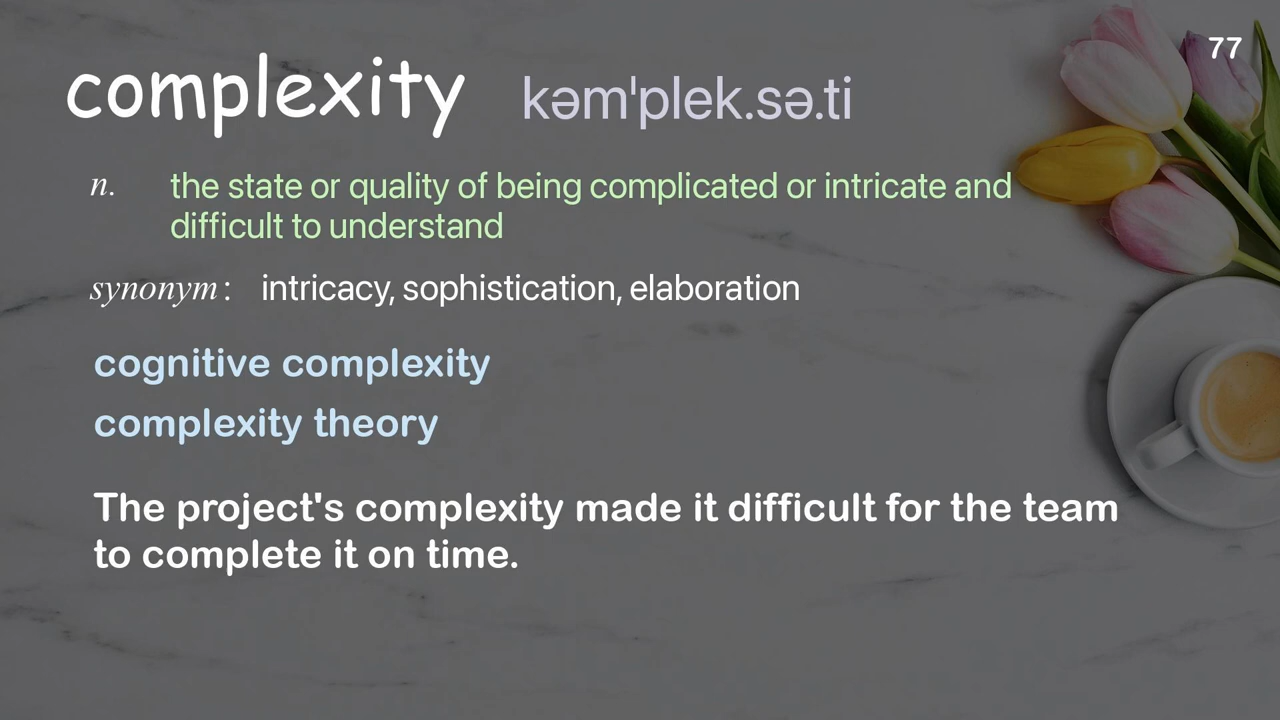 77
complexity kəmˈplek.sə.ti
n. the state or quality of being complicated or intricate and
difficult to understand
synonym: intricacy, sophistication, elaboration
cognitive complexity
complexity theory
The project's complexity made it difficult for the team
to complete it on time.